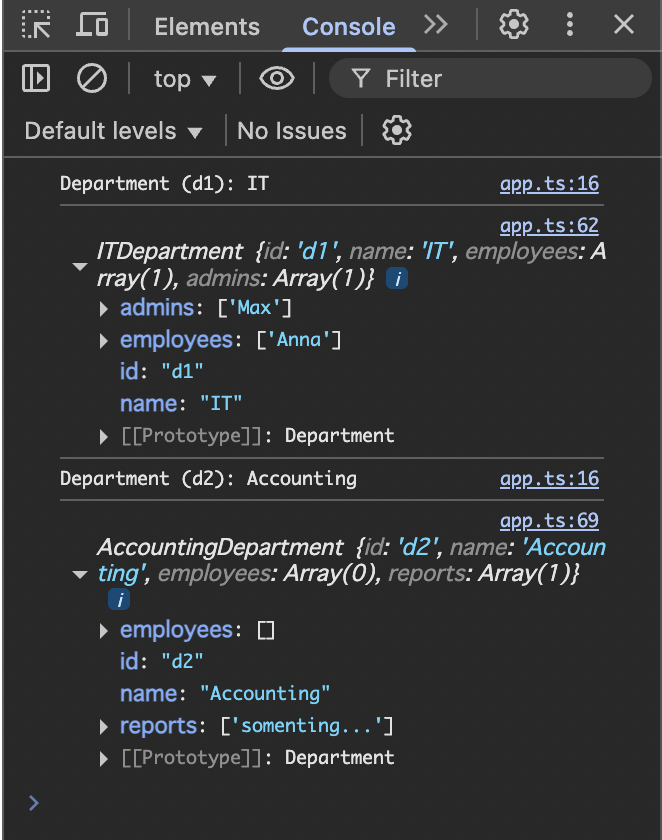 Elements Console
top Filter
Default levels No Issues
Department (d1): IT app.ts:16
app.ts:62
ITDepartment {id: 'd1', name: 'IT', employees: A
rray(1), admins: Array(1)} i
admins: ['Max']
employees: ['Anna']
id: "d1"
name: "IT"
[[Prototype]]: Department
Department (d2): Accounting app.ts:16
app.ts:69
AccountingDepartment {id: 'd2', name: 'Accoun
ting', employees: Array(0), reports: Array(1)}
i
employees: []
id: "d2"
name: "Accounting"
reports: ['somenting...']
[[Prototype]]: Department